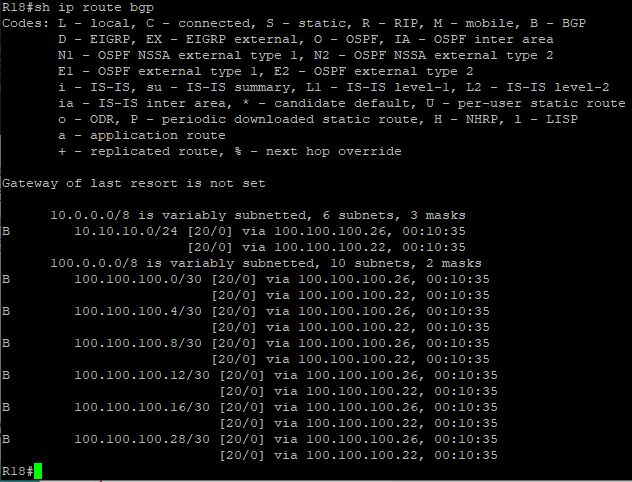 R18#sh ip route bgp
Codes: L - local, C - connected, S - static, R - RIP, M - mobile, B - BGP
       D - EIGRP, EX - EIGRP external, O - OSPF, IA - OSPF inter area
       N1 - OSPF NSSA external type 1, N2 - OSPF NSSA external type 2
       E1 - OSPF external type 1, E2 - OSPF external type 2
       i - IS-IS, su - IS-IS summary, L1 - IS-IS level-1, L2 - IS-IS level-2
       ia - IS-IS inter area, * - candidate default, U - per-user static route
       o - ODR, P - periodic downloaded static route, H - NHRP, l - LISP
       a - application route
       + - replicated route, % - next hop override

Gateway of last resort is not set

      10.0.0.0/8 is variably subnetted, 6 subnets, 3 masks
B        10.10.10.0/24 [20/0] via 100.100.100.26, 00:10:35
                       [20/0] via 100.100.100.22, 00:10:35
      100.0.0.0/8 is variably subnetted, 10 subnets, 2 masks
B        100.100.100.0/30 [20/0] via 100.100.100.26, 00:10:35
                          [20/0] via 100.100.100.22, 00:10:35
B        100.100.100.4/30 [20/0] via 100.100.100.26, 00:10:35
                          [20/0] via 100.100.100.22, 00:10:35
B        100.100.100.8/30 [20/0] via 100.100.100.26, 00:10:35
                          [20/0] via 100.100.100.22, 00:10:35
B        100.100.100.12/30 [20/0] via 100.100.100.26, 00:10:35
                           [20/0] via 100.100.100.22, 00:10:35
B        100.100.100.16/30 [20/0] via 100.100.100.26, 00:10:35
                           [20/0] via 100.100.100.22, 00:10:35
B        100.100.100.28/30 [20/0] via 100.100.100.26, 00:10:35
                           [20/0] via 100.100.100.22, 00:10:35
R18#